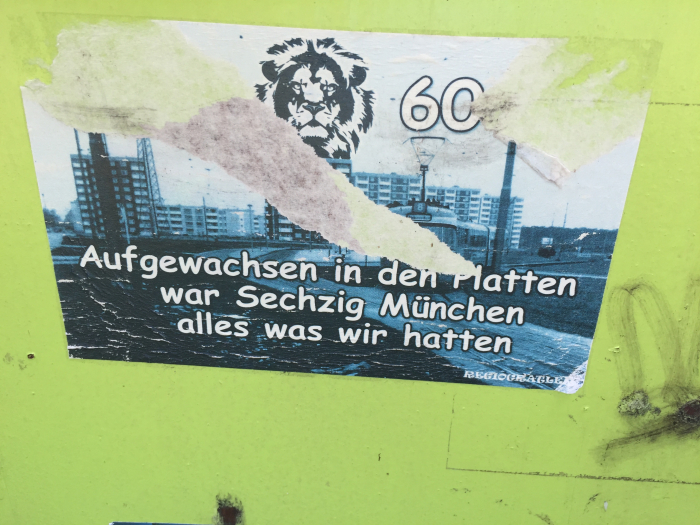 60
Aufgewachsen in den Platten
war Sechzig München
alles was wir hatten